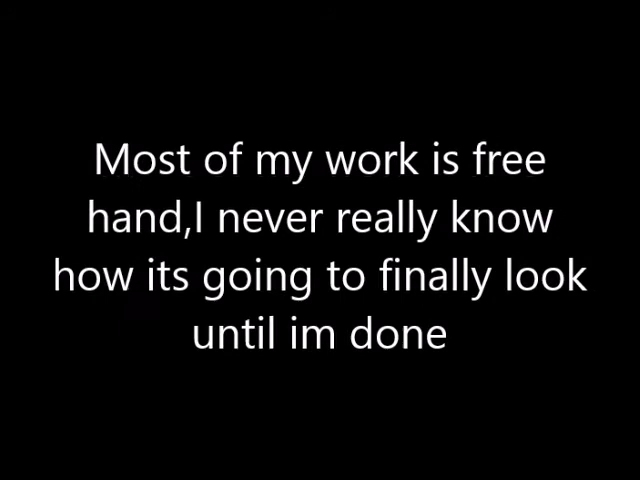 Most of my work is free
hand,I never really know
how its going to finally look
until im done